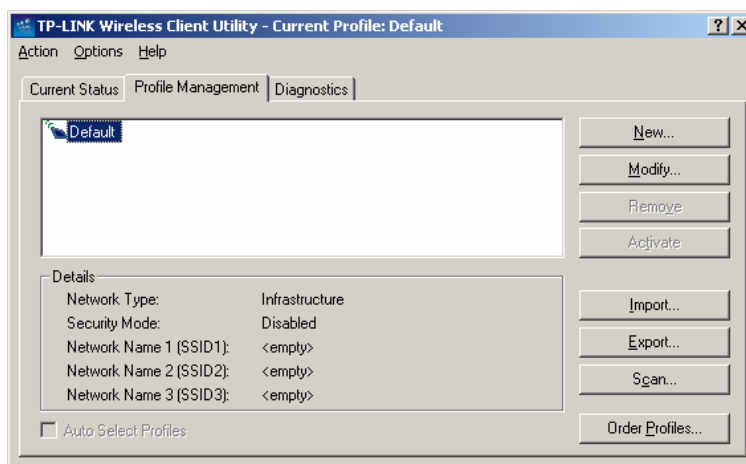 TP-LINK Wireless Client Utility - Current Profile: Default
Action Options Help
Current Status Profile Management Diagnostics
Default
New...
Modify...
Remove
Activate
Details
Network Type: Infrastructure
Security Mode: Disabled
Network Name 1 (SSID1): <empty>
Network Name 2 (SSID2): <empty>
Network Name 3 (SSID3): <empty>
Import...
Export...
Scan...
Auto Select Profiles
Order Profiles...